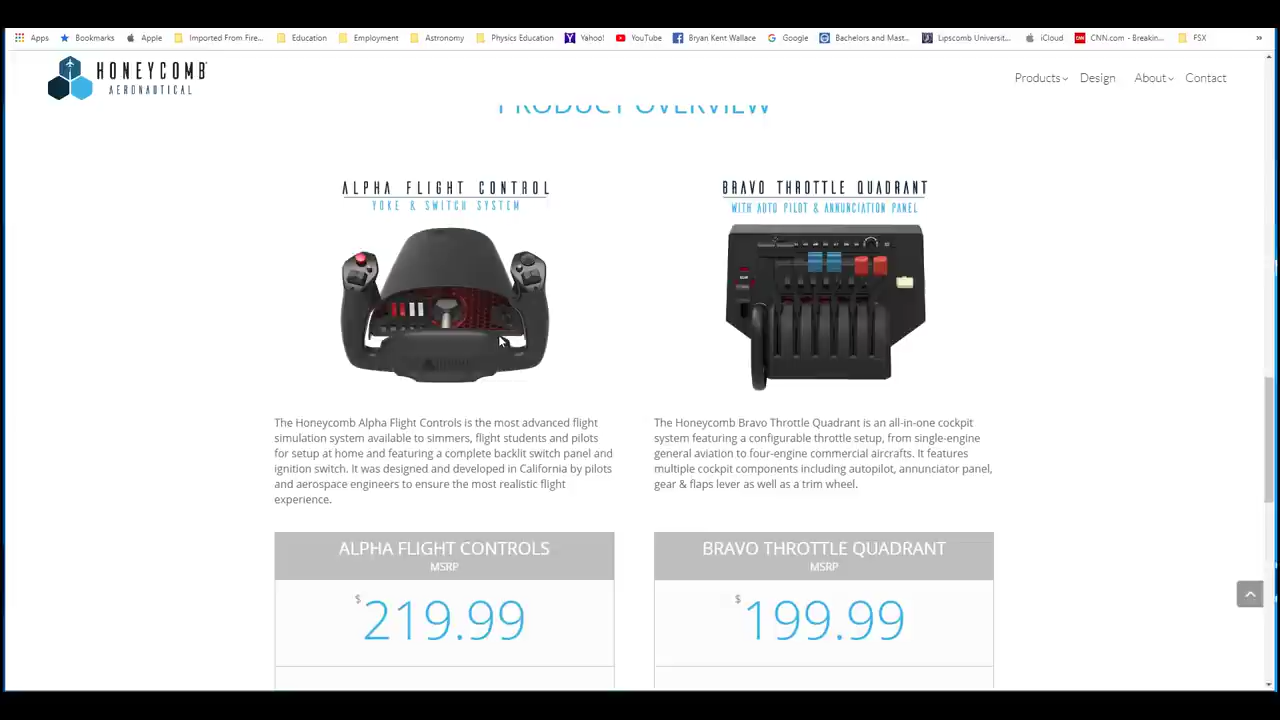 Apps Bookmarks Apple Imported From Fire... Education Employment Astronomy Physics Education Yahoo! YouTube Bryan Kent Wallace Google Bachelors and Mast... Lipscomb Universit... iCloud CNN.com - Breakin... FSX »
HONEYCOMB
AERONAUTICAL
Products Design About Contact
PRODUCT OVERVIEW
ALPHA FLIGHT CONTROL
YOKE & SWITCH SYSTEM
BRAVO THROTTLE QUADRANT
WITH AUTO PILOT & ANNUNCIATION PANEL
The Honeycomb Alpha Flight Controls is the most advanced flight
simulation system available to simmers, flight students and pilots
for setup at home and featuring a complete backlit switch panel and
ignition switch. It was designed and developed in California by pilots
and aerospace engineers to ensure the most realistic flight
experience.
The Honeycomb Bravo Throttle Quadrant is an all-in-one cockpit
system featuring a configurable throttle setup, from single-engine
general aviation to four-engine commercial aircrafts. It features
multiple cockpit components including autopilot, annunciator panel,
gear & flaps lever as well as a trim wheel.
ALPHA FLIGHT CONTROLS
MSRP
$219.99
BRAVO THROTTLE QUADRANT
MSRP
$199.99